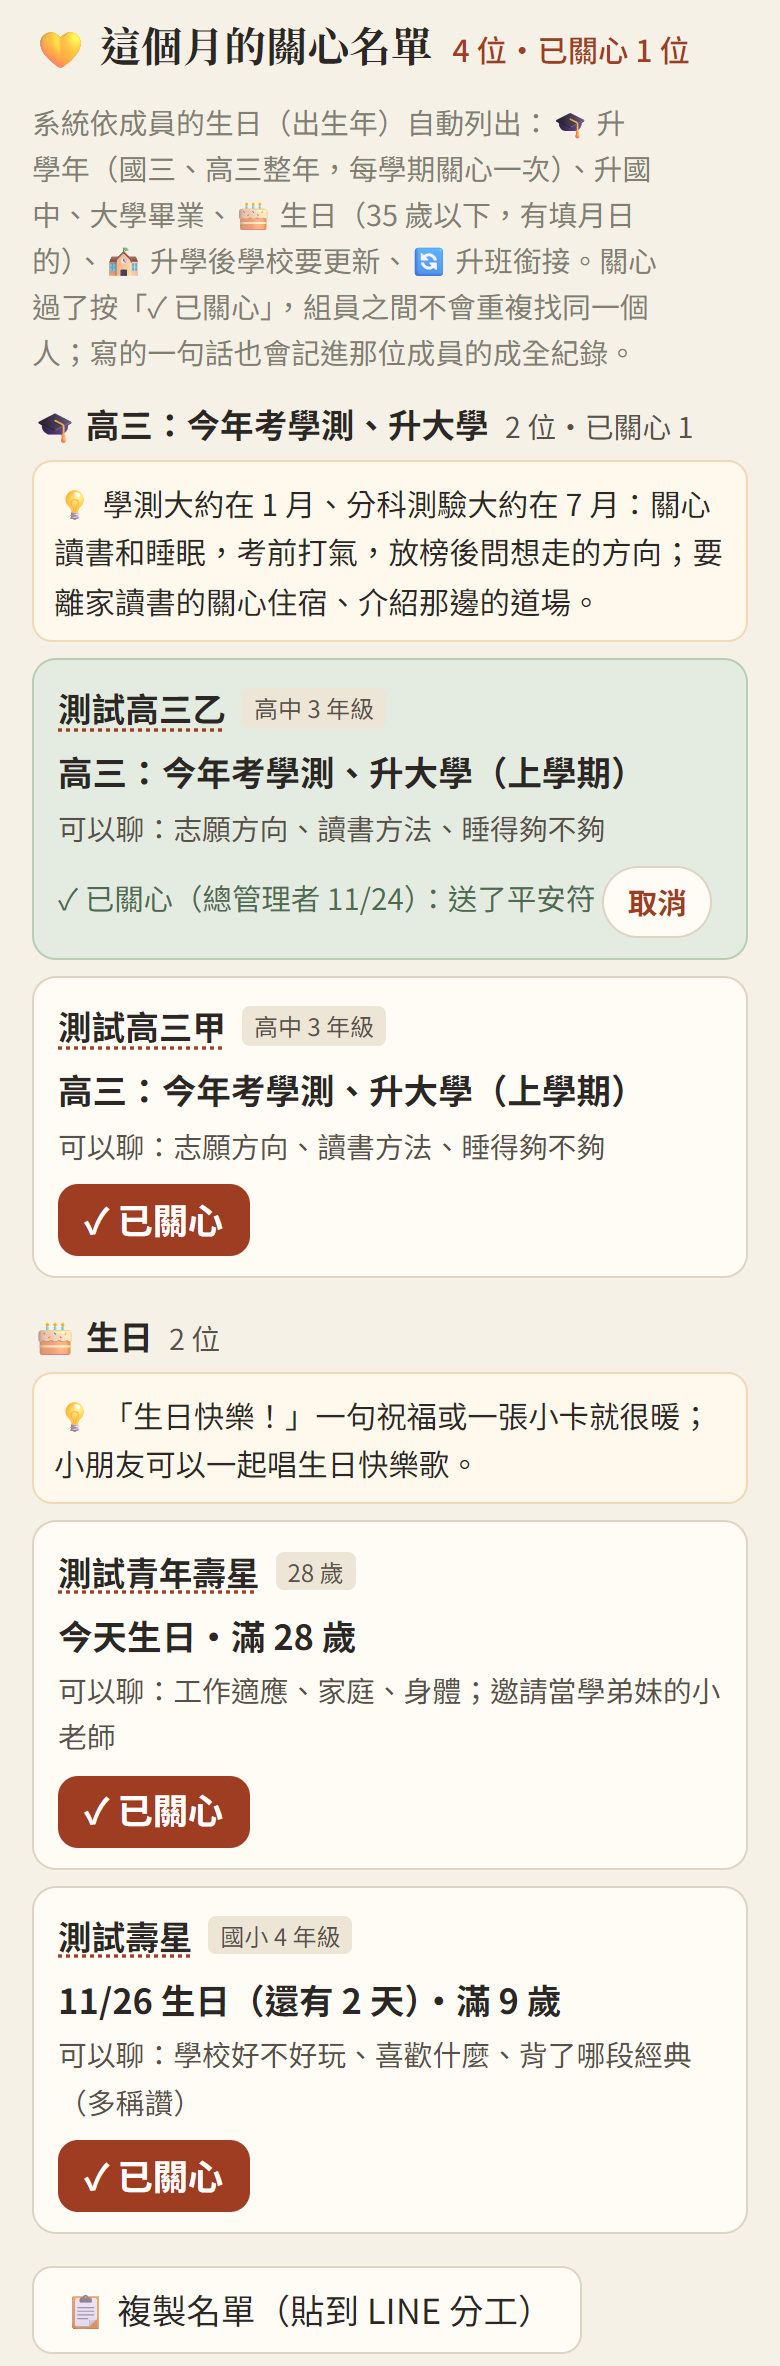 💛 這個月的關心名單 4 位・已關心 1 位
系統依成員的生日（出生年）自動列出：🎓 升
學年（國三、高三整年，每學期關心一次）、升國
中、大學畢業、🎂 生日（35 歲以下，有填月日
的）、🏫 升學後學校要更新、🔄 升班銜接。關心
過了按「✓ 已關心」，組員之間不會重複找同一個
人；寫的一句話也會記進那位成員的成全紀錄。
🎓 高三：今年考學測、升大學 2 位・已關心 1
💡 學測大約在 1 月、分科測驗大約在 7 月：關心
讀書和睡眠，考前打氣，放榜後問想走的方向；要
離家讀書的關心住宿、介紹那邊的道場。
測試高三乙 高中 3 年級
高三：今年考學測、升大學（上學期）
可以聊：志願方向、讀書方法、睡得夠不夠
✓ 已關心（總管理者 11/24）：送了平安符 取消
測試高三甲 高中 3 年級
高三：今年考學測、升大學（上學期）
可以聊：志願方向、讀書方法、睡得夠不夠
✓ 已關心
🎂 生日 2 位
💡 「生日快樂！」一句祝福或一張小卡就很暖；
小朋友可以一起唱生日快樂歌。
測試青年壽星 28 歲
今天生日・滿 28 歲
可以聊：工作適應、家庭、身體；邀請當學弟妹的小
老師
✓ 已關心
測試壽星 國小 4 年級
11/26 生日（還有 2 天）・滿 9 歲
可以聊：學校好不好玩、喜歡什麼、背了哪段經典
（多稱讚）
✓ 已關心
📋 複製名單（貼到 LINE 分工）